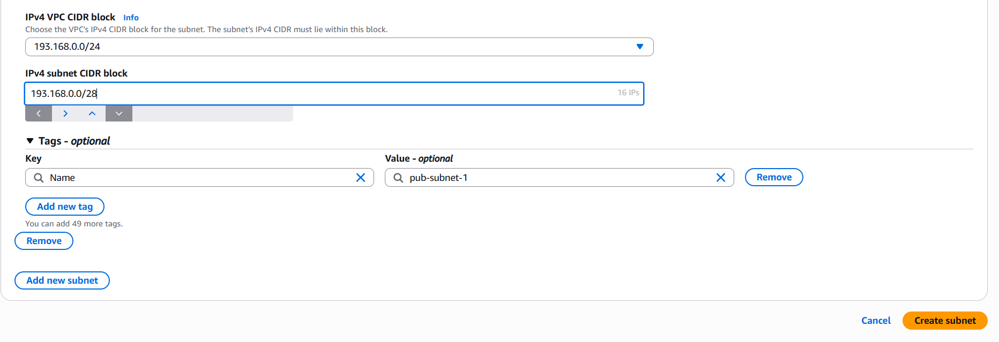 IPv4 VPC CIDR block Info
Choose the VPC's IPv4 CIDR block for the subnet. The subnet's IPv4 CIDR must lie within this block.
193.168.0.0/24
IPv4 subnet CIDR block
193.168.0.0/28 16 IPs
Tags - optional
Key Value - optional
Name pub-subnet-1 Remove
Add new tag
You can add 49 more tags.
Remove
Add new subnet
Cancel Create subnet